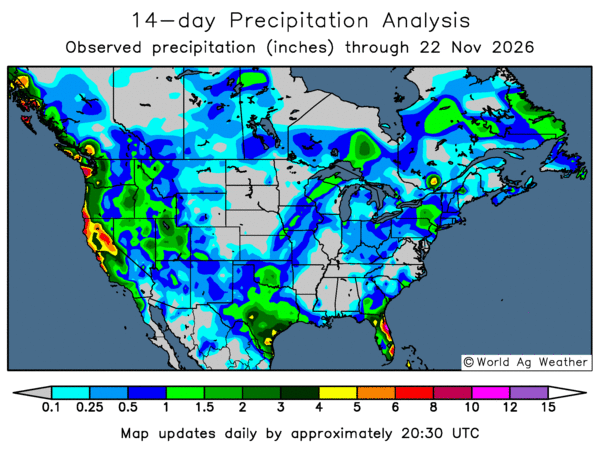 14-day Precipitation Analysis
Observed precipitation (inches) through 22 Nov 2026
© World Ag Weather
0.1 0.25 0.5 1 1.5 2 3 4 5 6 8 10 12 15
Map updates daily by approximately 20:30 UTC